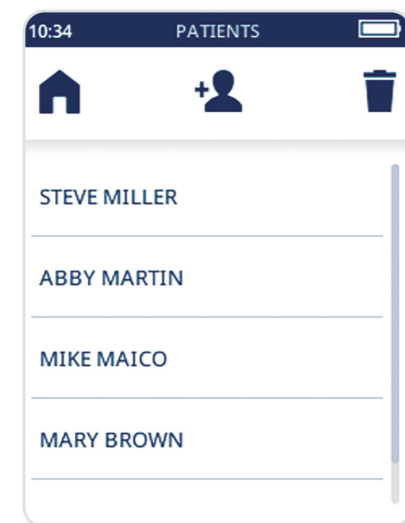 10:34 PATIENTS
STEVE MILLER
ABBY MARTIN
MIKE MAICO
MARY BROWN